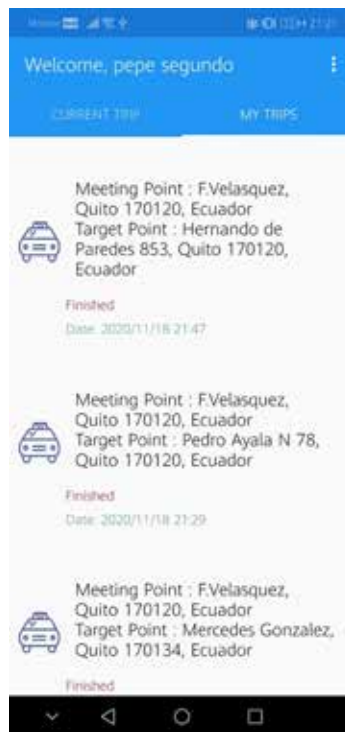 Welcome, pepe segundo
CURRENT TRIP
MY TRIPS
Meeting Point : F.Velasquez,
Quito 170120, Ecuador
Target Point : Hernando de
Paredes 853, Quito 170120,
Ecuador
Finished
Date: 2020/11/18 21:47
Meeting Point : F.Velasquez,
Quito 170120, Ecuador
Target Point : Pedro Ayala N 78,
Quito 170120, Ecuador
Finished
Date: 2020/11/18 21:29
Meeting Point : F.Velasquez,
Quito 170120, Ecuador
Target Point : Mercedes Gonzalez,
Quito 170134, Ecuador
Finished